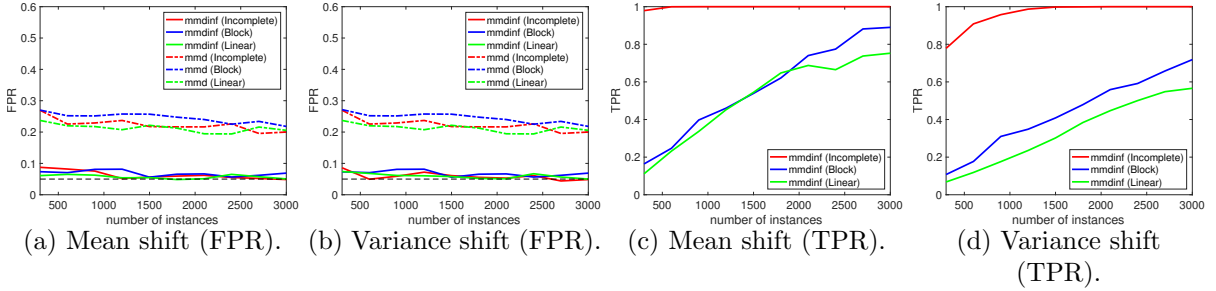 0.6
0.5
0.4
0.3
0.2
0.1
0
FPR
500 1000 1500 2000 2500 3000
number of instances
mmdinf (Incomplete)
mmdinf (Block)
mmdinf (Linear)
mmd (Incomplete)
mmd (Block)
mmd (Linear)
(a) Mean shift (FPR).
0.6
0.5
0.4
0.3
0.2
0.1
0
FPR
500 1000 1500 2000 2500 3000
number of instances
mmdinf (Incomplete)
mmdinf (Block)
mmdinf (Linear)
mmd (Incomplete)
mmd (Block)
mmd (Linear)
(b) Variance shift (FPR).
1
0.8
0.6
0.4
0.2
0
TPR
500 1000 1500 2000 2500 3000
number of instances
mmdinf (Incomplete)
mmdinf (Block)
mmdinf (Linear)
(c) Mean shift (TPR).
1
0.8
0.6
0.4
0.2
0
TPR
500 1000 1500 2000 2500 3000
number of instances
mmdinf (Incomplete)
mmdinf (Block)
mmdinf (Linear)
(d) Variance shift
(TPR).